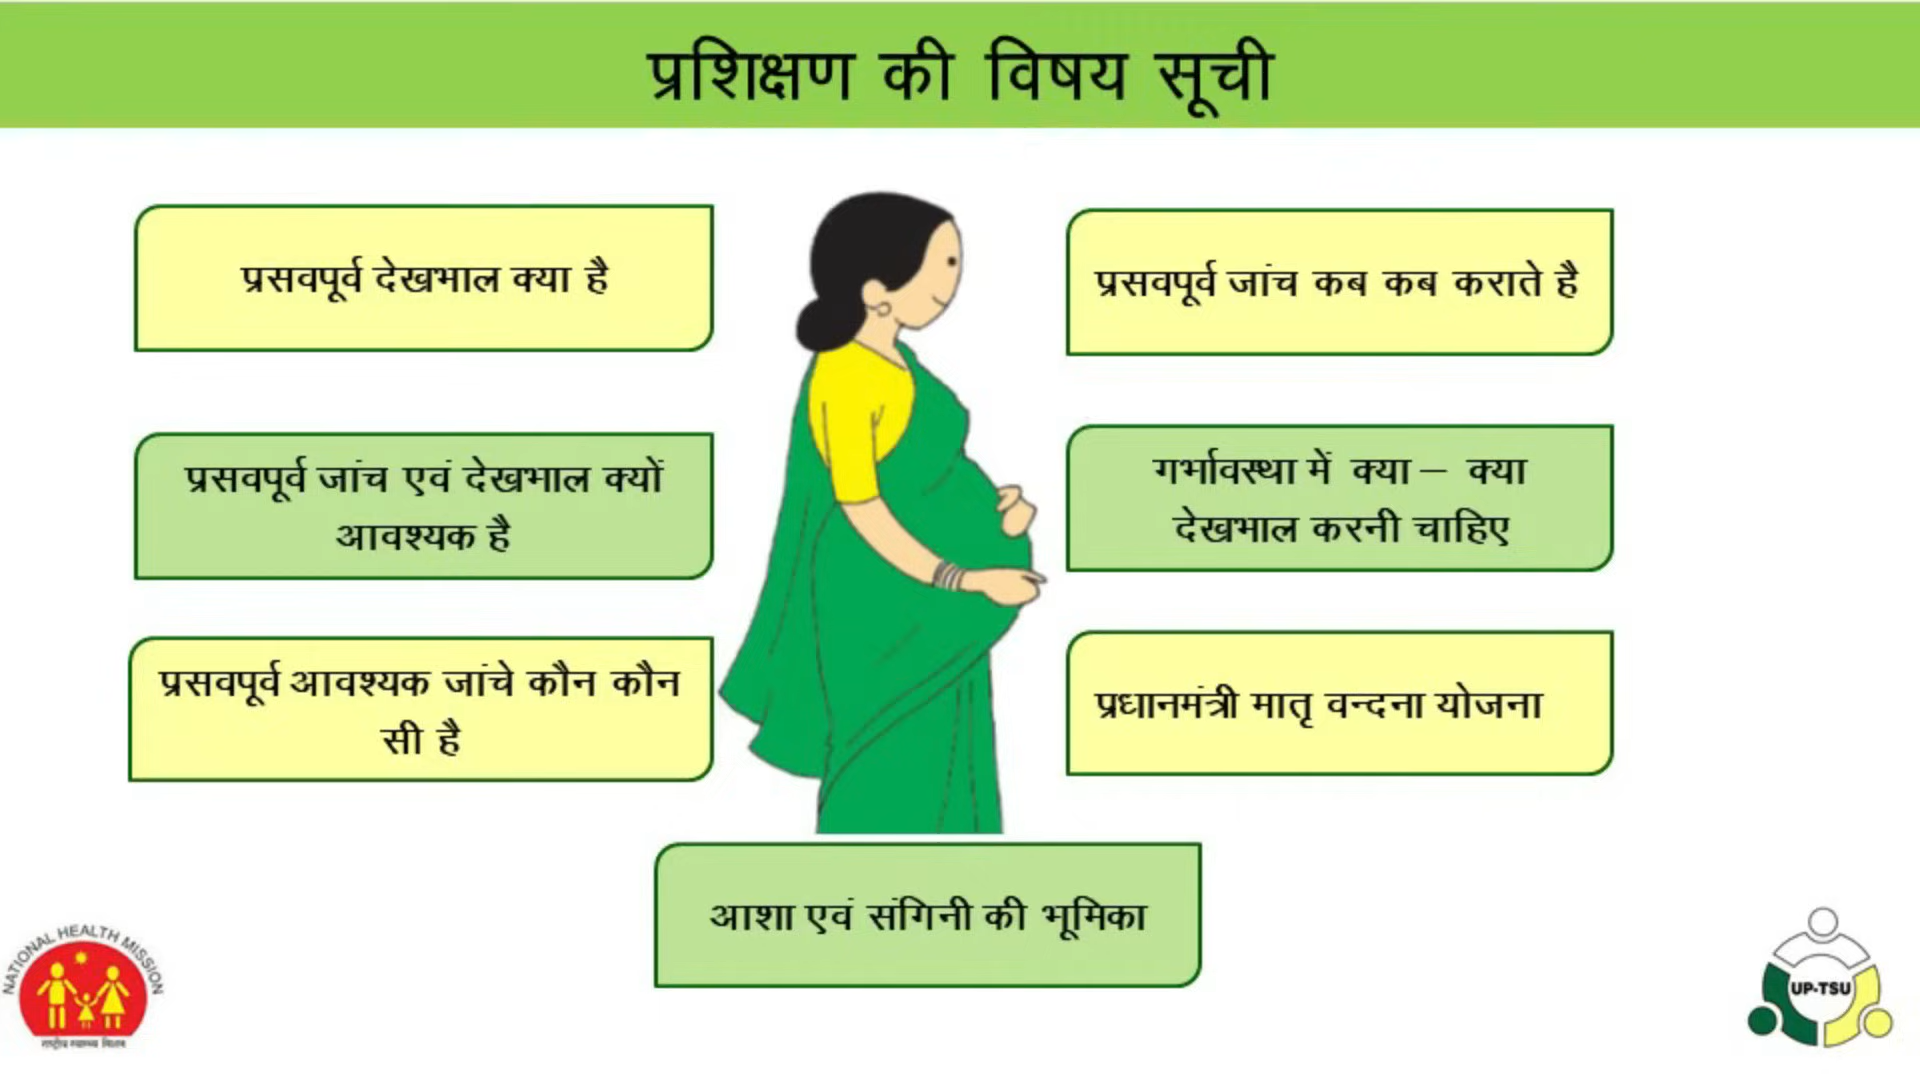 प्रशिक्षण की विषय सूची
प्रसवपूर्व देखभाल क्या है
प्रसवपूर्व जांच कब कब कराते है
प्रसवपूर्व जांच एवं देखभाल क्यों
आवश्यक है
गर्भावस्था में क्या – क्या
देखभाल करनी चाहिए
प्रसवपूर्व आवश्यक जांचे कौन कौन
सी है
प्रधानमंत्री मातृ वन्दना योजना
आशा एवं संगिनी की भूमिका
NATIONAL HEALTH MISSION
राष्ट्रीय स्वास्थ्य मिशन
UP-TSU